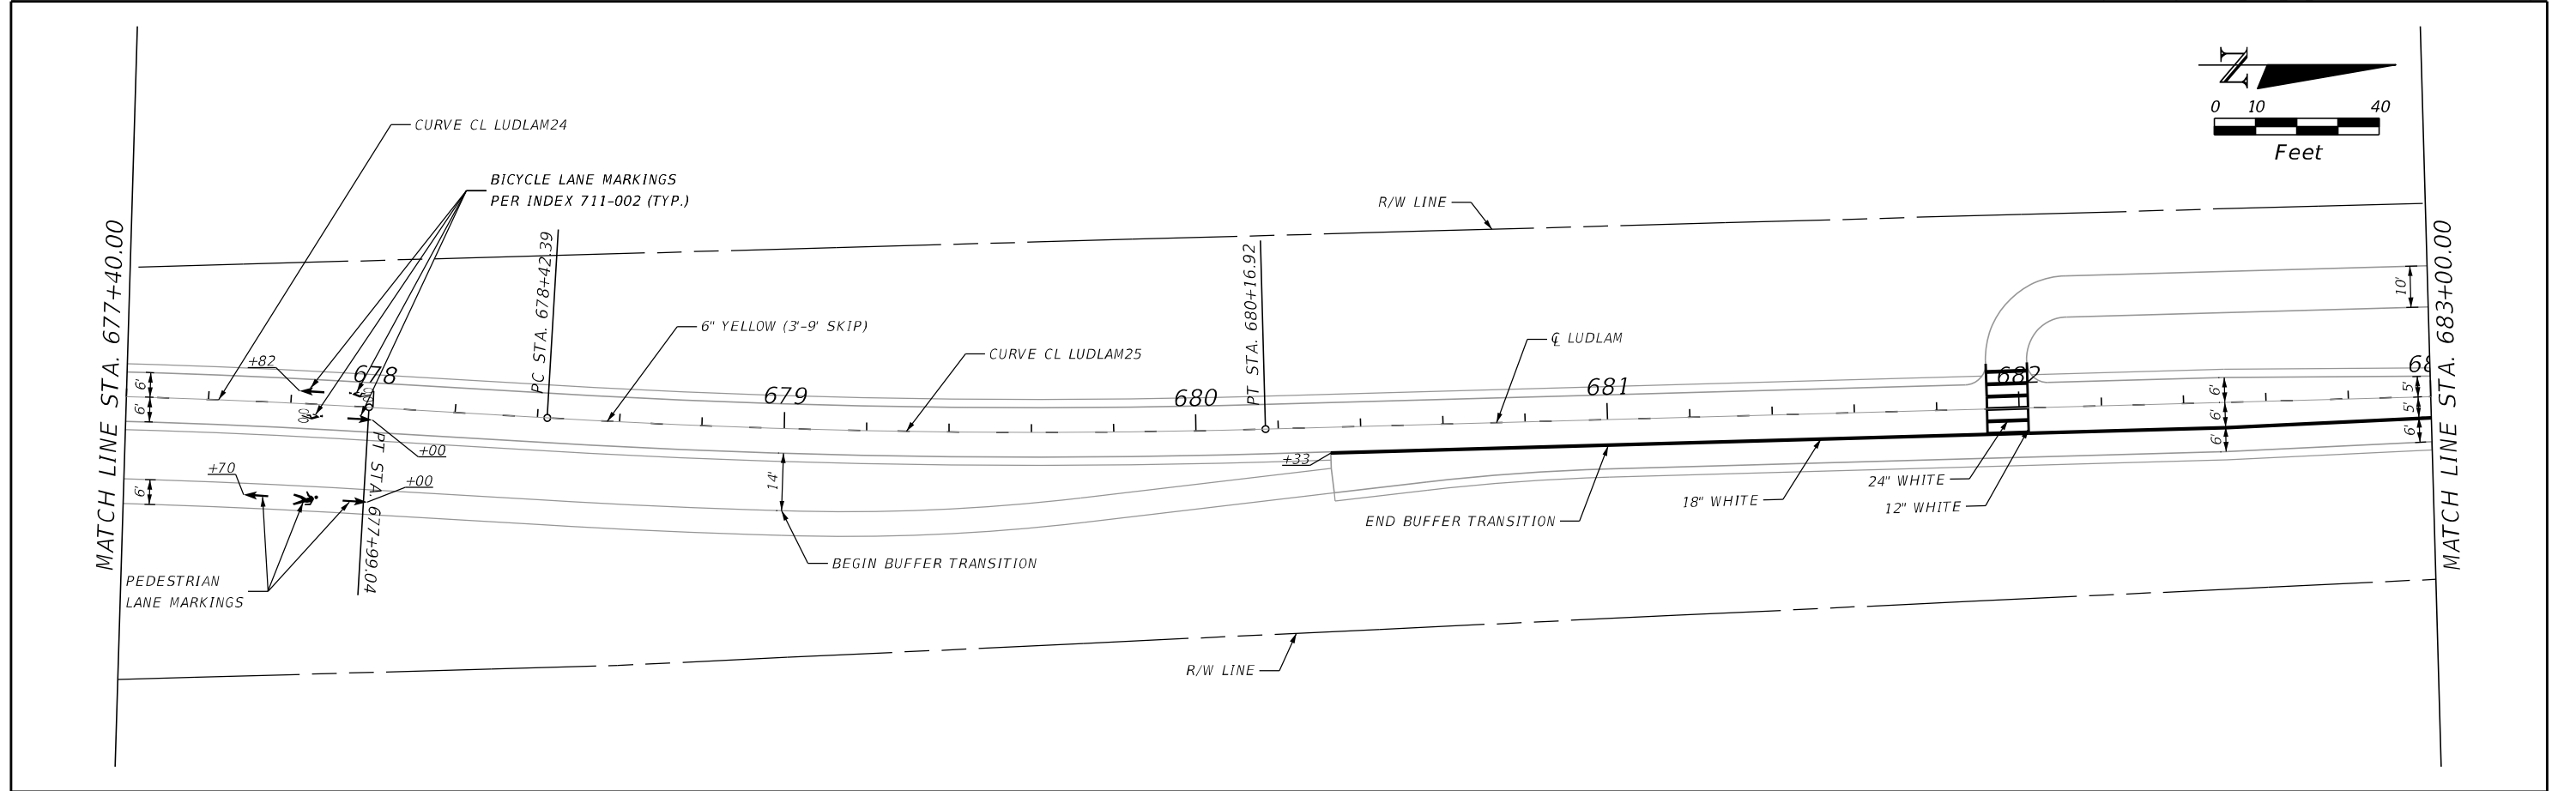 N
0 10 40
Feet
CURVE CL LUDLAM24
BICYCLE LANE MARKINGS
PER INDEX 711-002 (TYP.)
R/W LINE
MATCH LINE STA. 677+40.00
PC STA. 678+42.39
PT STA. 680+16.92
MATCH LINE STA. 683+00.00
10'
6" YELLOW (3'-9' SKIP)
CURVE CL LUDLAM25
℄ LUDLAM
+82
678
679
680
681
682
68
6'
6'
6'
6'
6'
5'
5'
6'
+00
+70
+00
6'
14'
+33
PT STA. 677+99.04
24" WHITE
18" WHITE
12" WHITE
END BUFFER TRANSITION
BEGIN BUFFER TRANSITION
PEDESTRIAN
LANE MARKINGS
R/W LINE